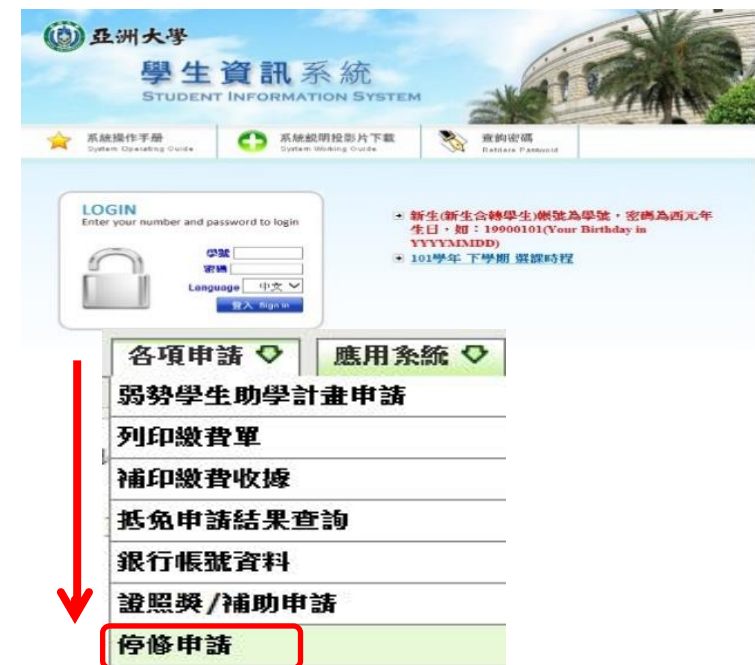 亞洲大學
學生資訊系統
STUDENT INFORMATION SYSTEM
系統操作手册
System Operating Guide
系統說明投影片下載
System Working Guide
查詢密碼
Retrieve Password
LOGIN
Enter your number and password to login
學號
密碼
Language 中文
登入 Sign in
新生(新生含轉學生)帳號為學號，密碼為西元年
生日，如：19900101(Your Birthday in
YYYYMMDD)
101學年 下學期 選課時程
各項申請
應用系統
弱勢學生助學計畫申請
列印繳費單
補印繳費收據
抵免申請結果查詢
銀行帳號資料
證照獎/補助申請
停修申請